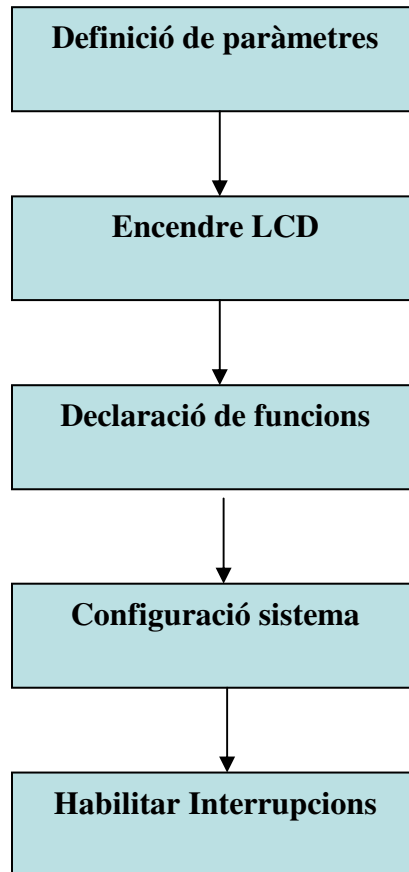 Definició de paràmetres
Encendre LCD
Declaració de funcions
Configuració sistema
Habilitar Interrupcions